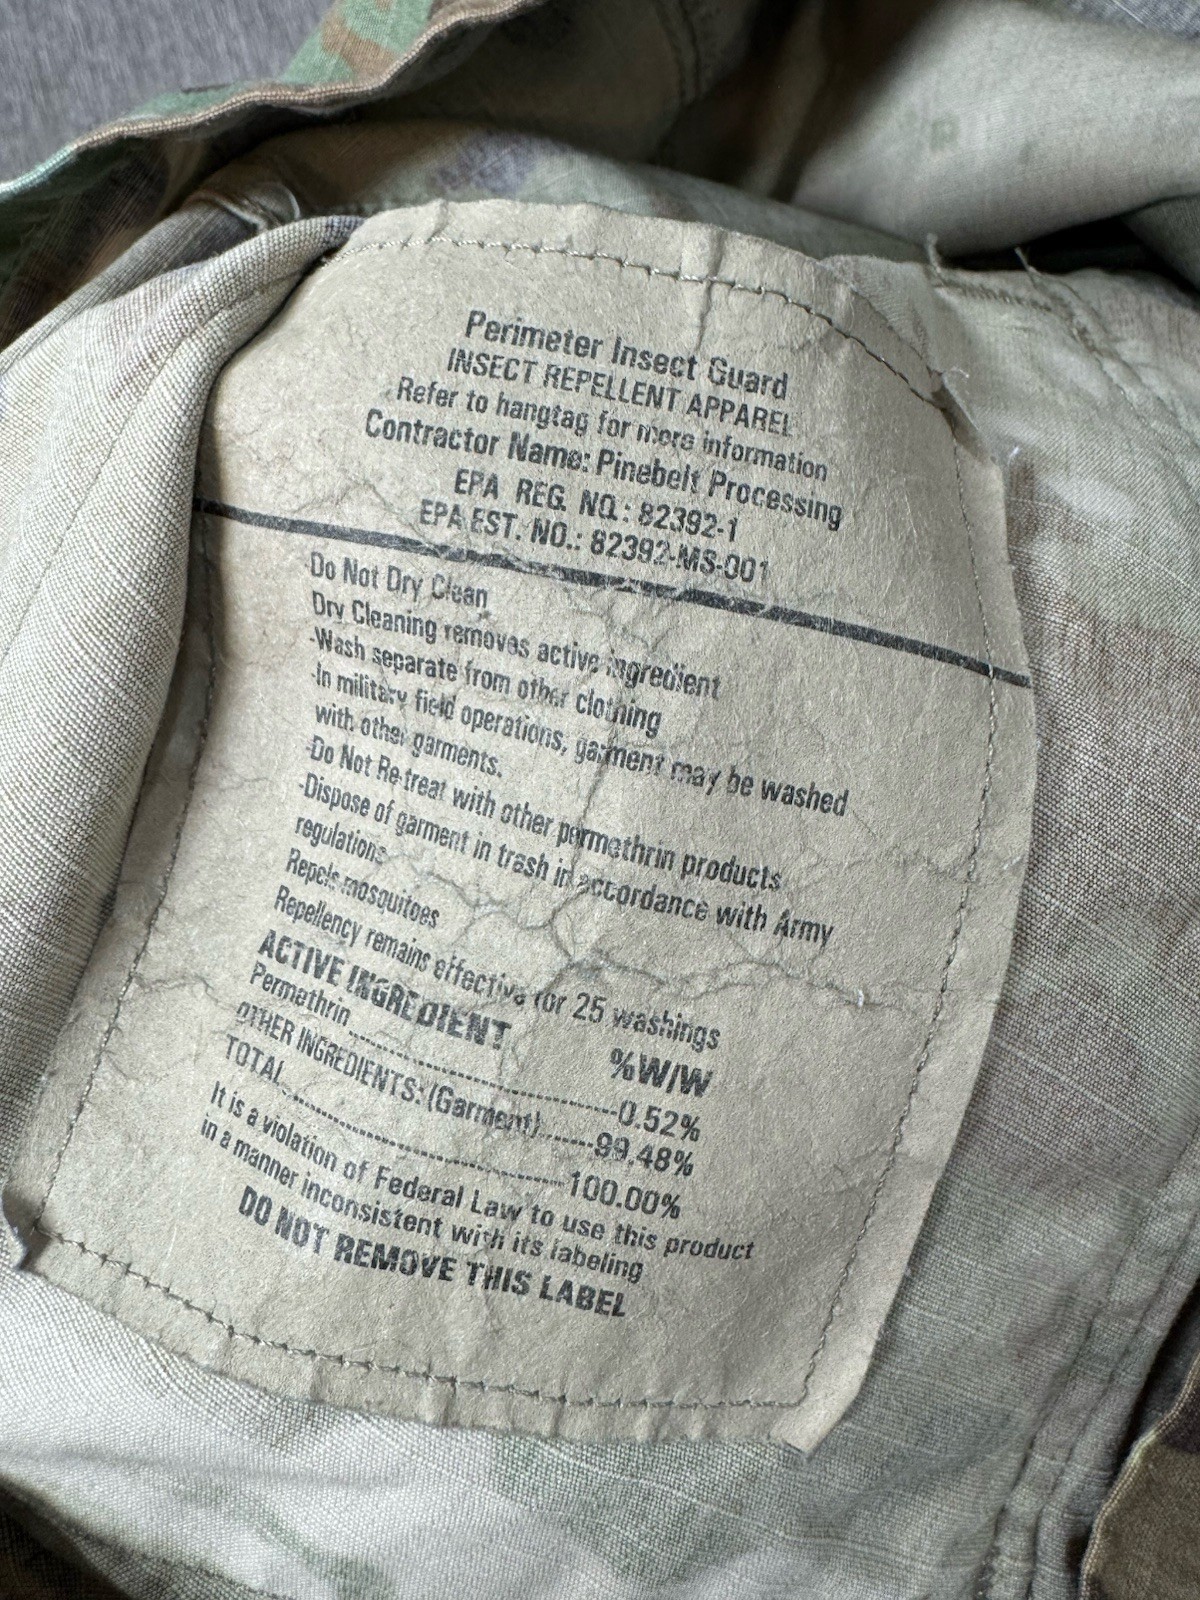 Perimeter Insect Guard
INSECT REPELLENT APPAREL
Refer to hangtag for more information
Contractor Name: Pinebelt Processing
EPA REG. NO.: 82392-1
EPA EST. NO.: 82392-MS-001
Do Not Dry Clean
Dry Cleaning removes active ingredient
-Wash separate from other clothing
-In military field operations, garment may be washed
with other garments.
-Do Not Re-treat with other permethrin products
-Dispose of garment in trash in accordance with Army
regulations
Repels mosquitoes
Repellency remains effective for 25 washings
ACTIVE INGREDIENT %W/W
Permethrin............................0.52%
OTHER INGREDIENTS: (Garment)......99.48%
TOTAL............................100.00%
It is a violation of Federal Law to use this product
in a manner inconsistent with its labeling
DO NOT REMOVE THIS LABEL